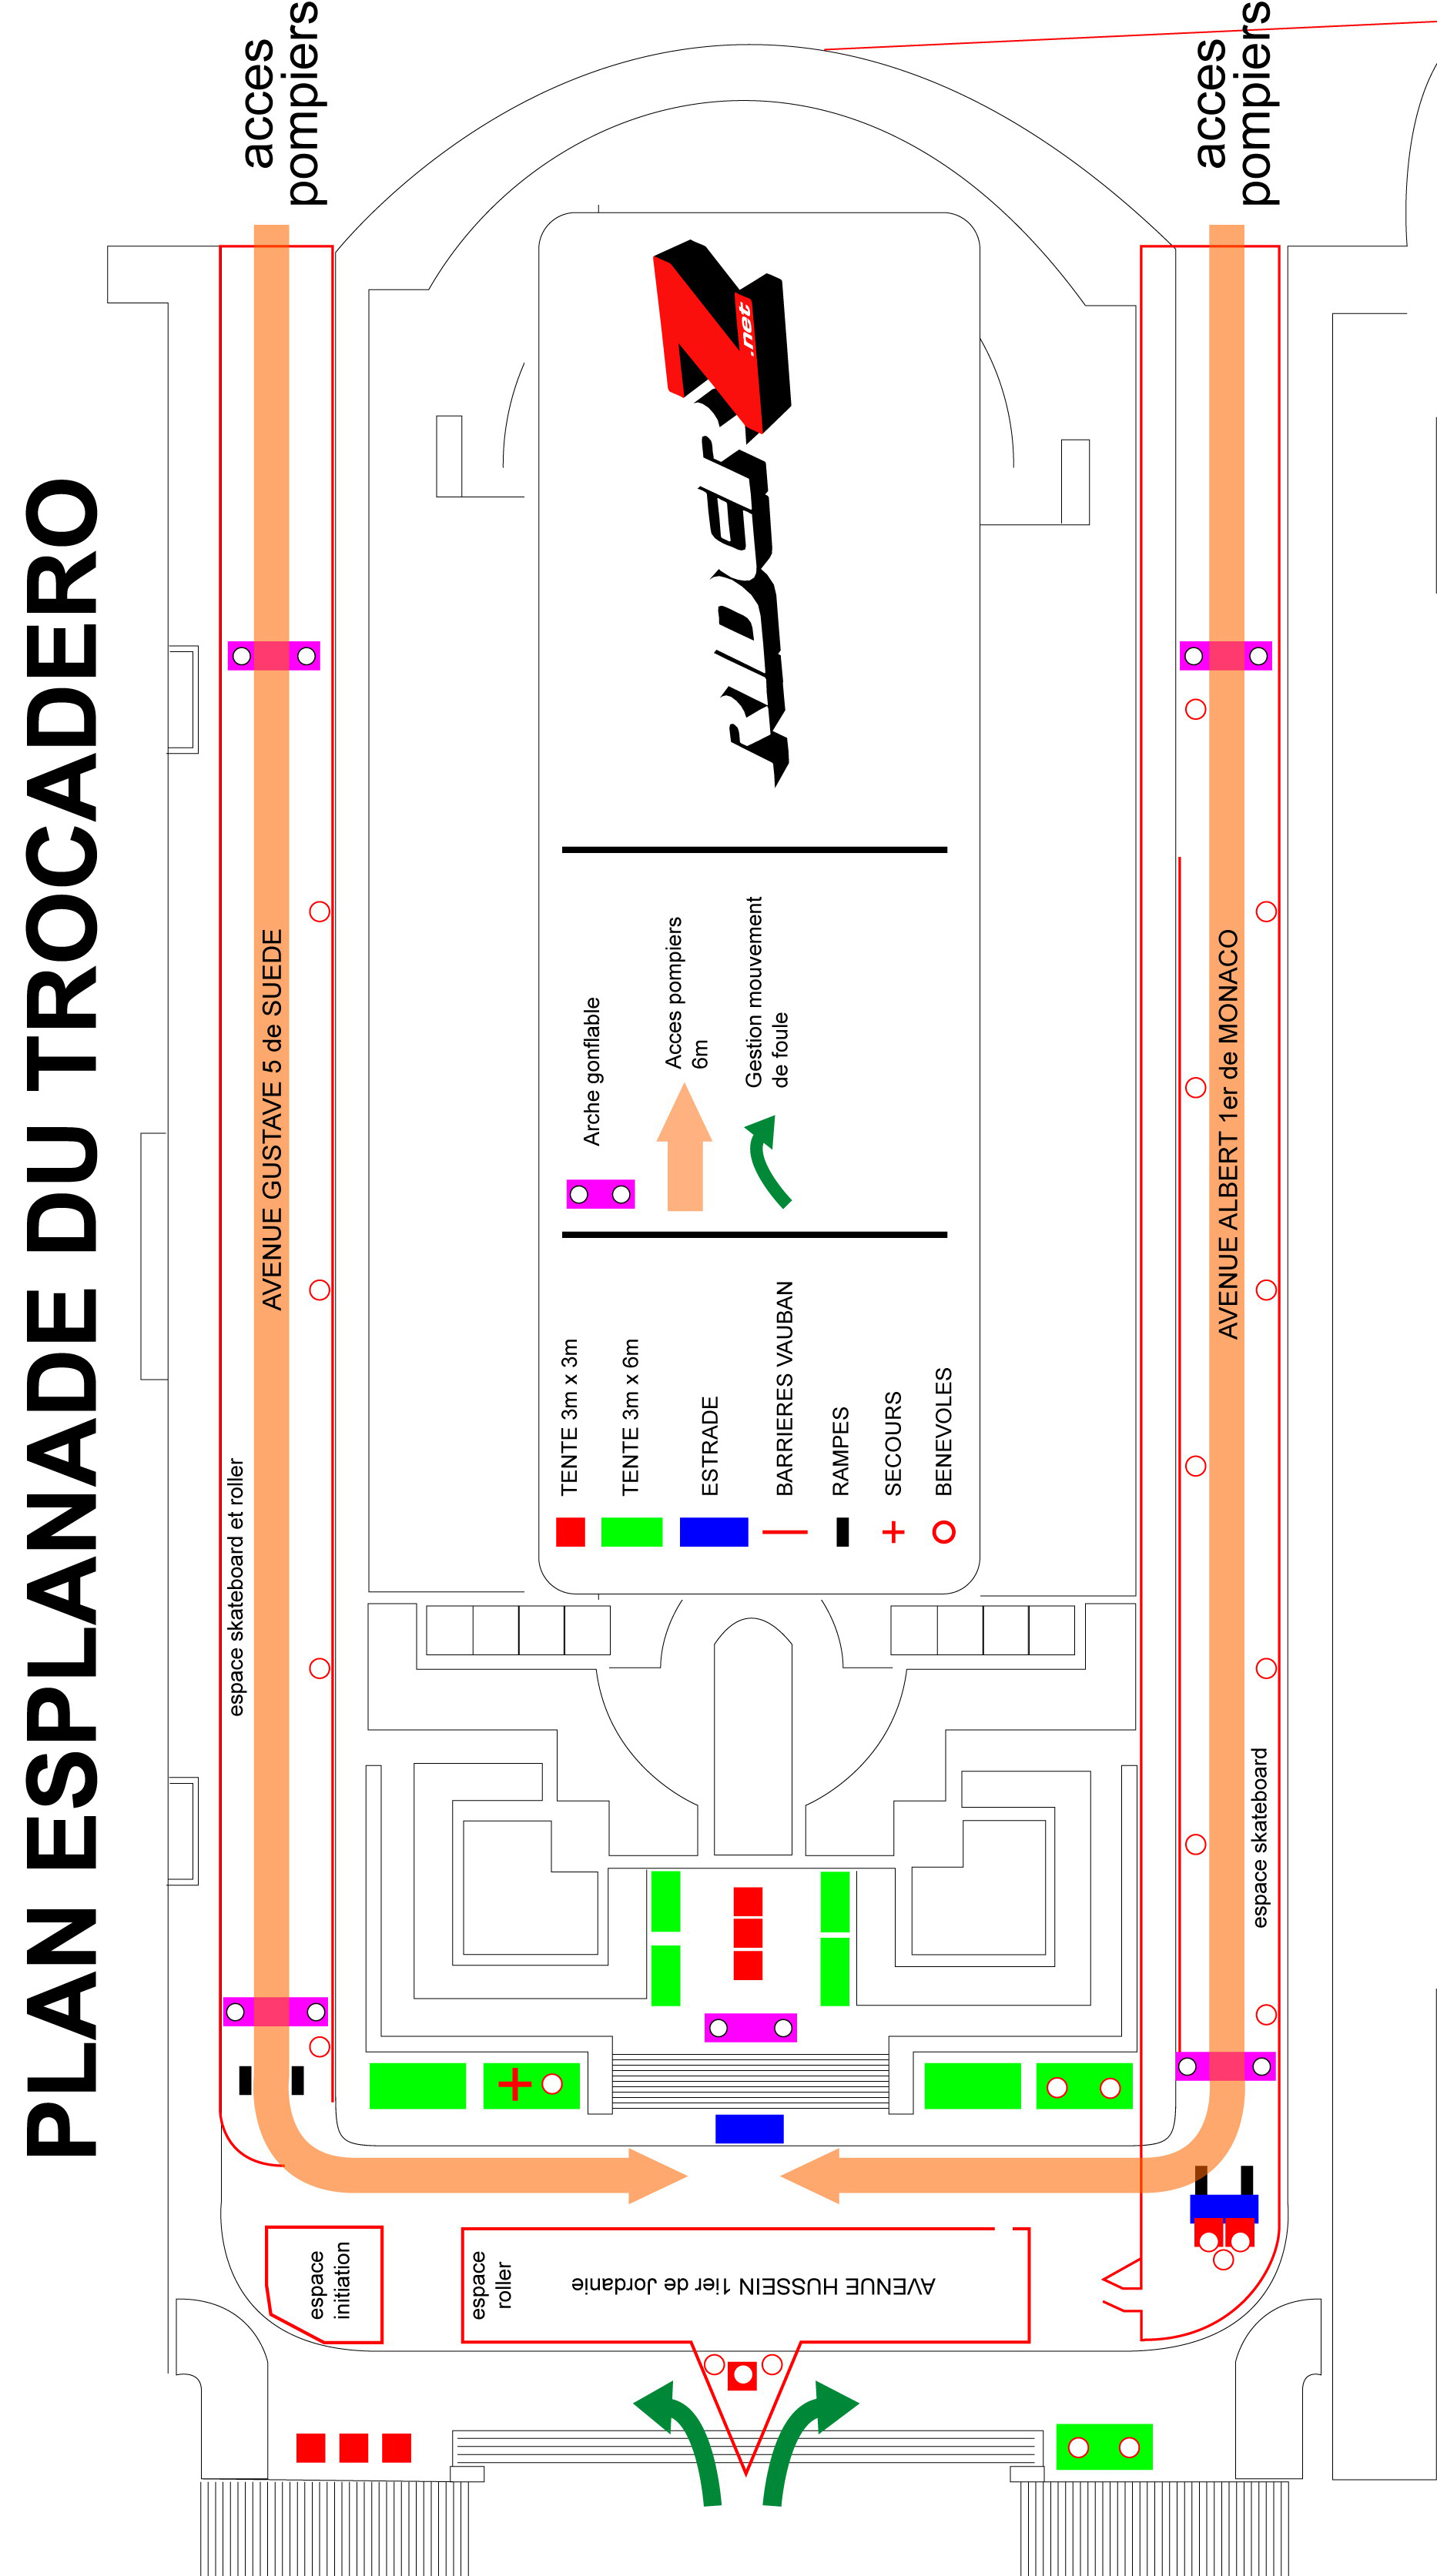 PLAN ESPLANADE DU TROCADERO
acces
pompiers
acces
pompiers
AVENUE GUSTAVE 5 de SUEDE
espace skateboard et roller
RIDERZ
.net
Arche gonflable
Acces pompiers
6m
Gestion mouvement
de foule
TENTE 3m x 3m
TENTE 3m x 6m
ESTRADE
BARRIERES VAUBAN
RAMPES
SECOURS
BENEVOLES
AVENUE ALBERT 1er de MONACO
espace skateboard
espace
initiation
espace
roller
AVENUE HUSSEIN 1ier de Jordanie